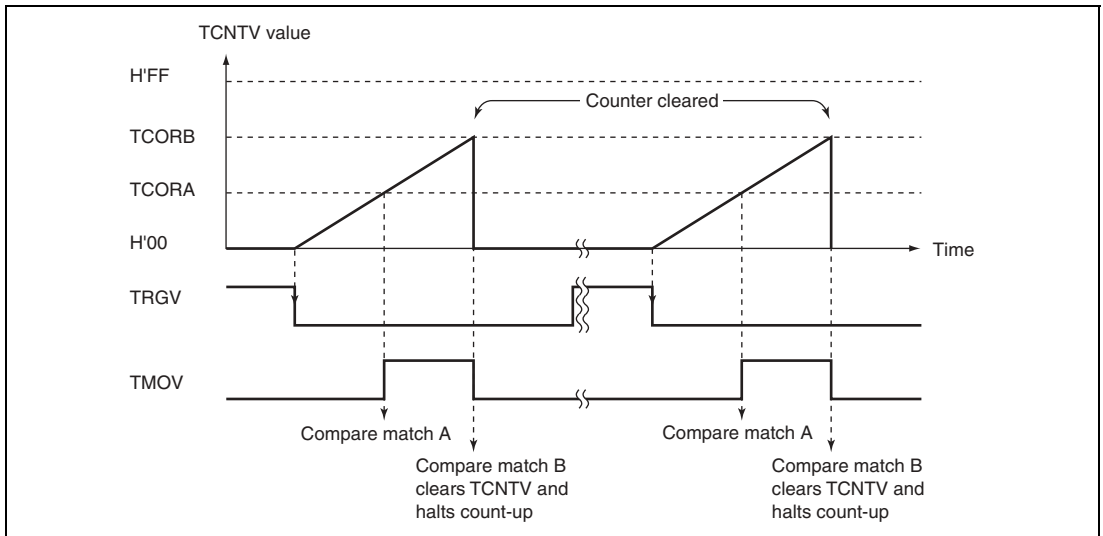 TCNTV value
H'FF
Counter cleared
TCORB
TCORA
H'00
Time
TRGV
TMOV
Compare match A
Compare match A
Compare match B
clears TCNTV and
halts count-up
Compare match B
clears TCNTV and
halts count-up